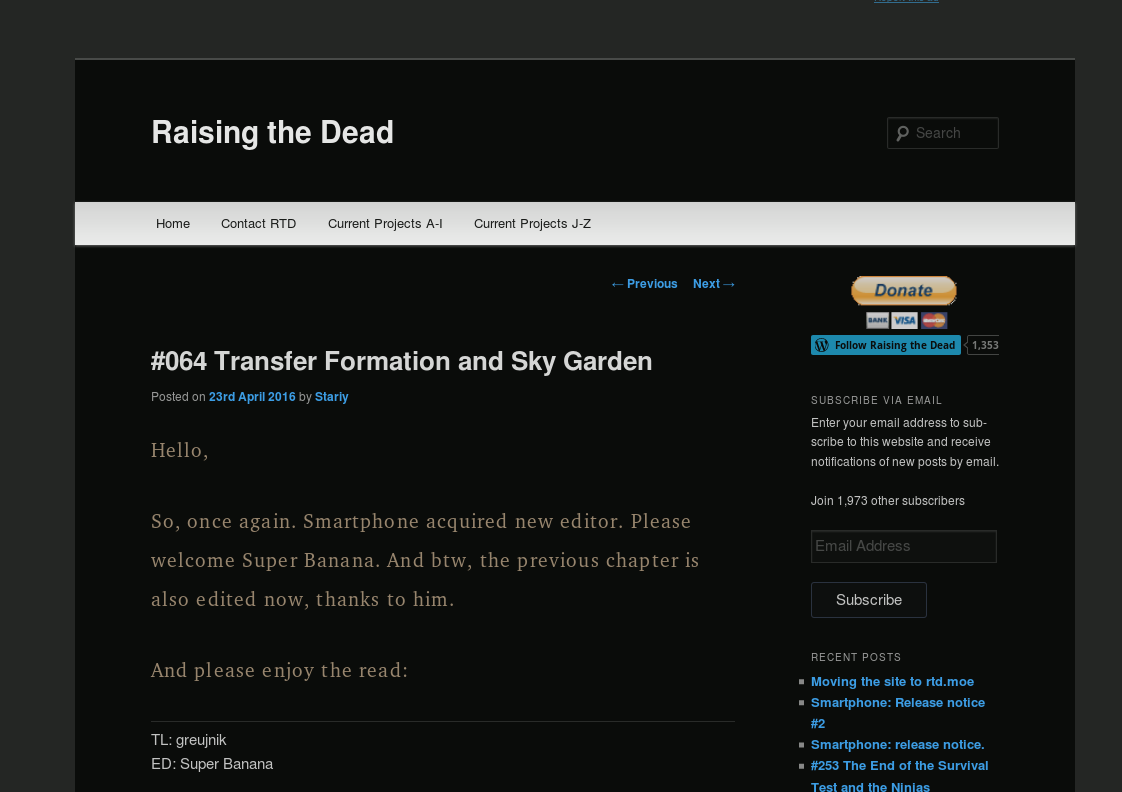 Raising the Dead
Search
Home Contact RTD Current Projects A-I Current Projects J-Z
← Previous Next →
#064 Transfer Formation and Sky Garden
Posted on 23rd April 2016 by Stariy
Hello,
So, once again. Smartphone acquired new editor. Please
welcome Super Banana. And btw, the previous chapter is
also edited now, thanks to him.
And please enjoy the read:
TL: greujnik
ED: Super Banana
Donate
BANK VISA MasterCard
Follow Raising the Dead 1,353
SUBSCRIBE VIA EMAIL
Enter your email address to sub-
scribe to this website and receive
notifications of new posts by email.
Join 1,973 other subscribers
Email Address
Subscribe
RECENT POSTS
Moving the site to rtd.moe
Smartphone: Release notice
#2
Smartphone: release notice.
#253 The End of the Survival
Test and the Ninjas